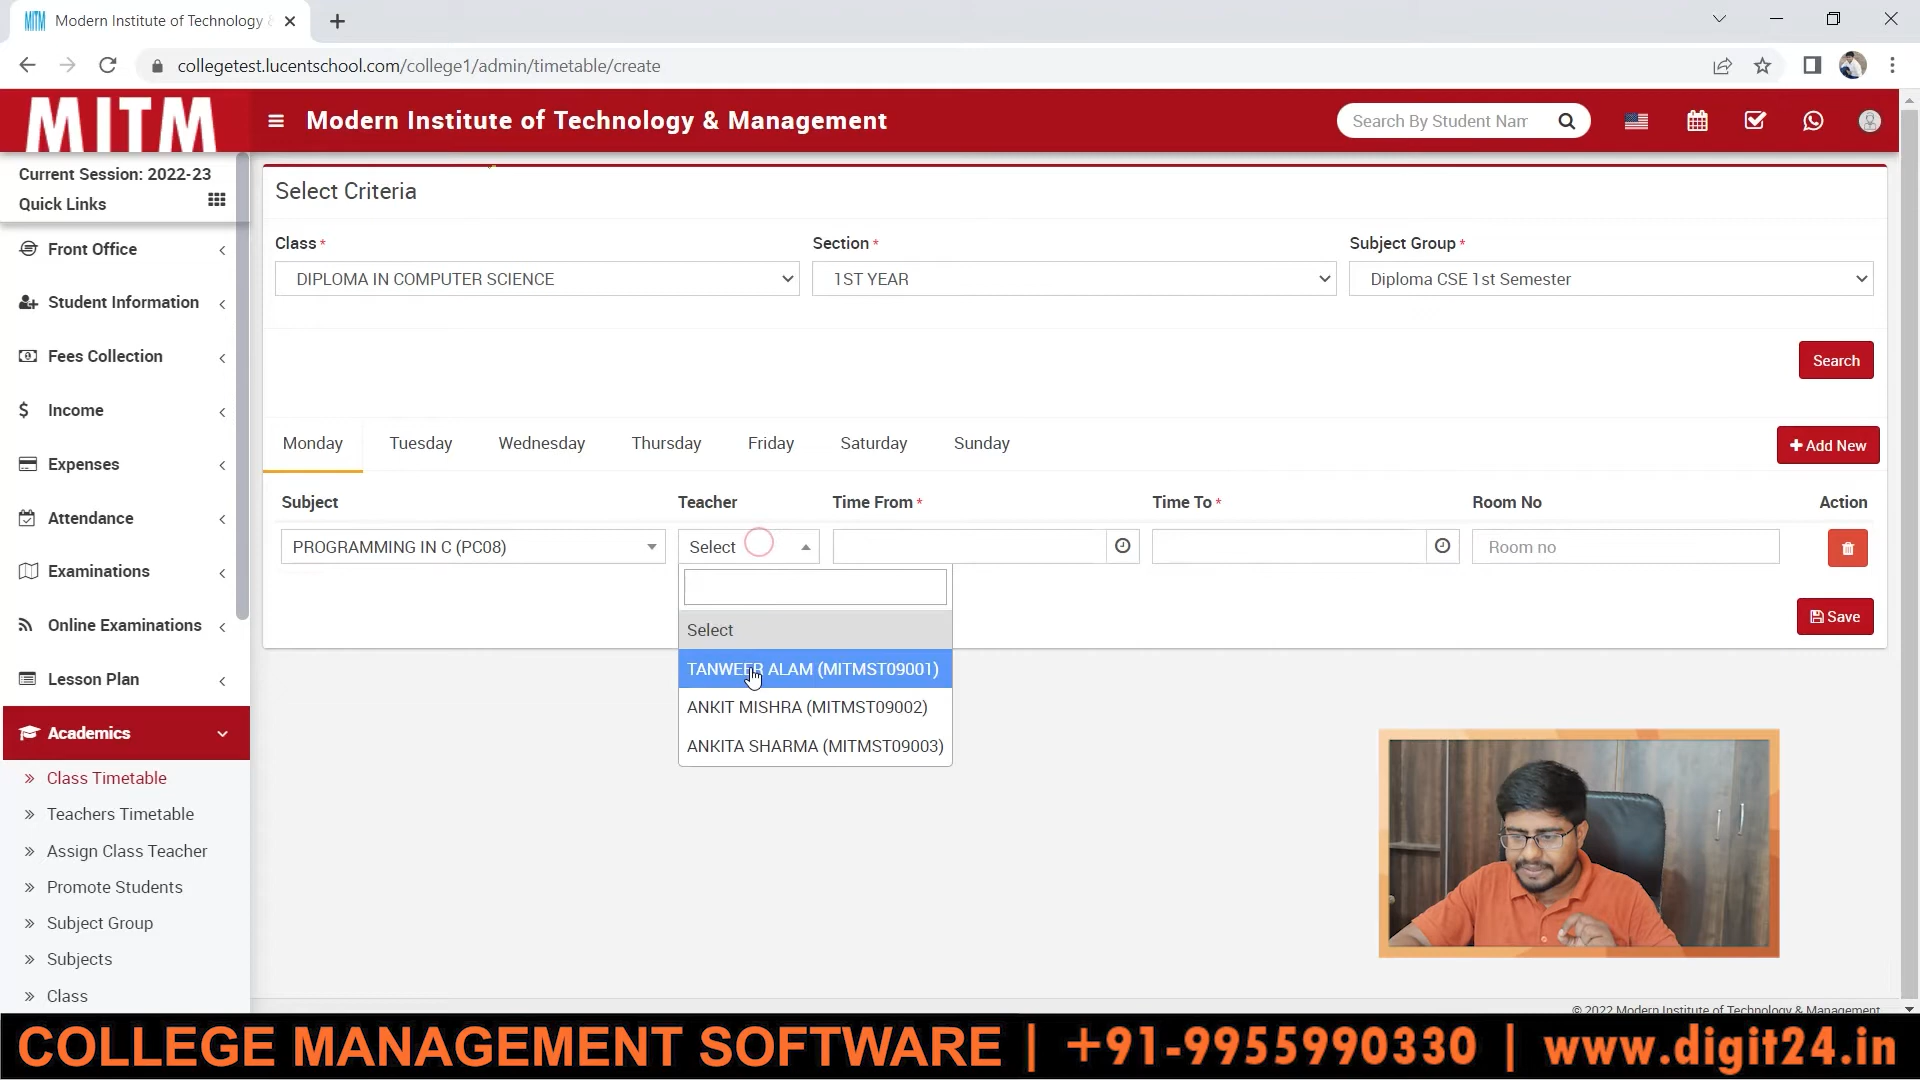 Modern Institute of Technology &
collegetest.lucentschool.com/college1/admin/timetable/create
MITM
Modern Institute of Technology & Management
Search By Student Nam
Current Session: 2022-23
Quick Links
Front Office
Student Information
Fees Collection
Income
Expenses
Attendance
Examinations
Online Examinations
Lesson Plan
Academics
Class Timetable
Teachers Timetable
Assign Class Teacher
Promote Students
Subject Group
Subjects
Class
Select Criteria
Class *
Section *
Subject Group *
DIPLOMA IN COMPUTER SCIENCE
1ST YEAR
Diploma CSE 1st Semester
Search
Monday
Tuesday
Wednesday
Thursday
Friday
Saturday
Sunday
+ Add New
Subject
Teacher
Time From *
Time To *
Room No
Action
PROGRAMMING IN C (PC08)
Select
Room no
Select
TANWEER ALAM (MITMST09001)
ANKIT MISHRA (MITMST09002)
ANKITA SHARMA (MITMST09003)
Save
© 2022 Modern Institute of Technology & Management
COLLEGE MANAGEMENT SOFTWARE | +91-9955990330 | www.digit24.in